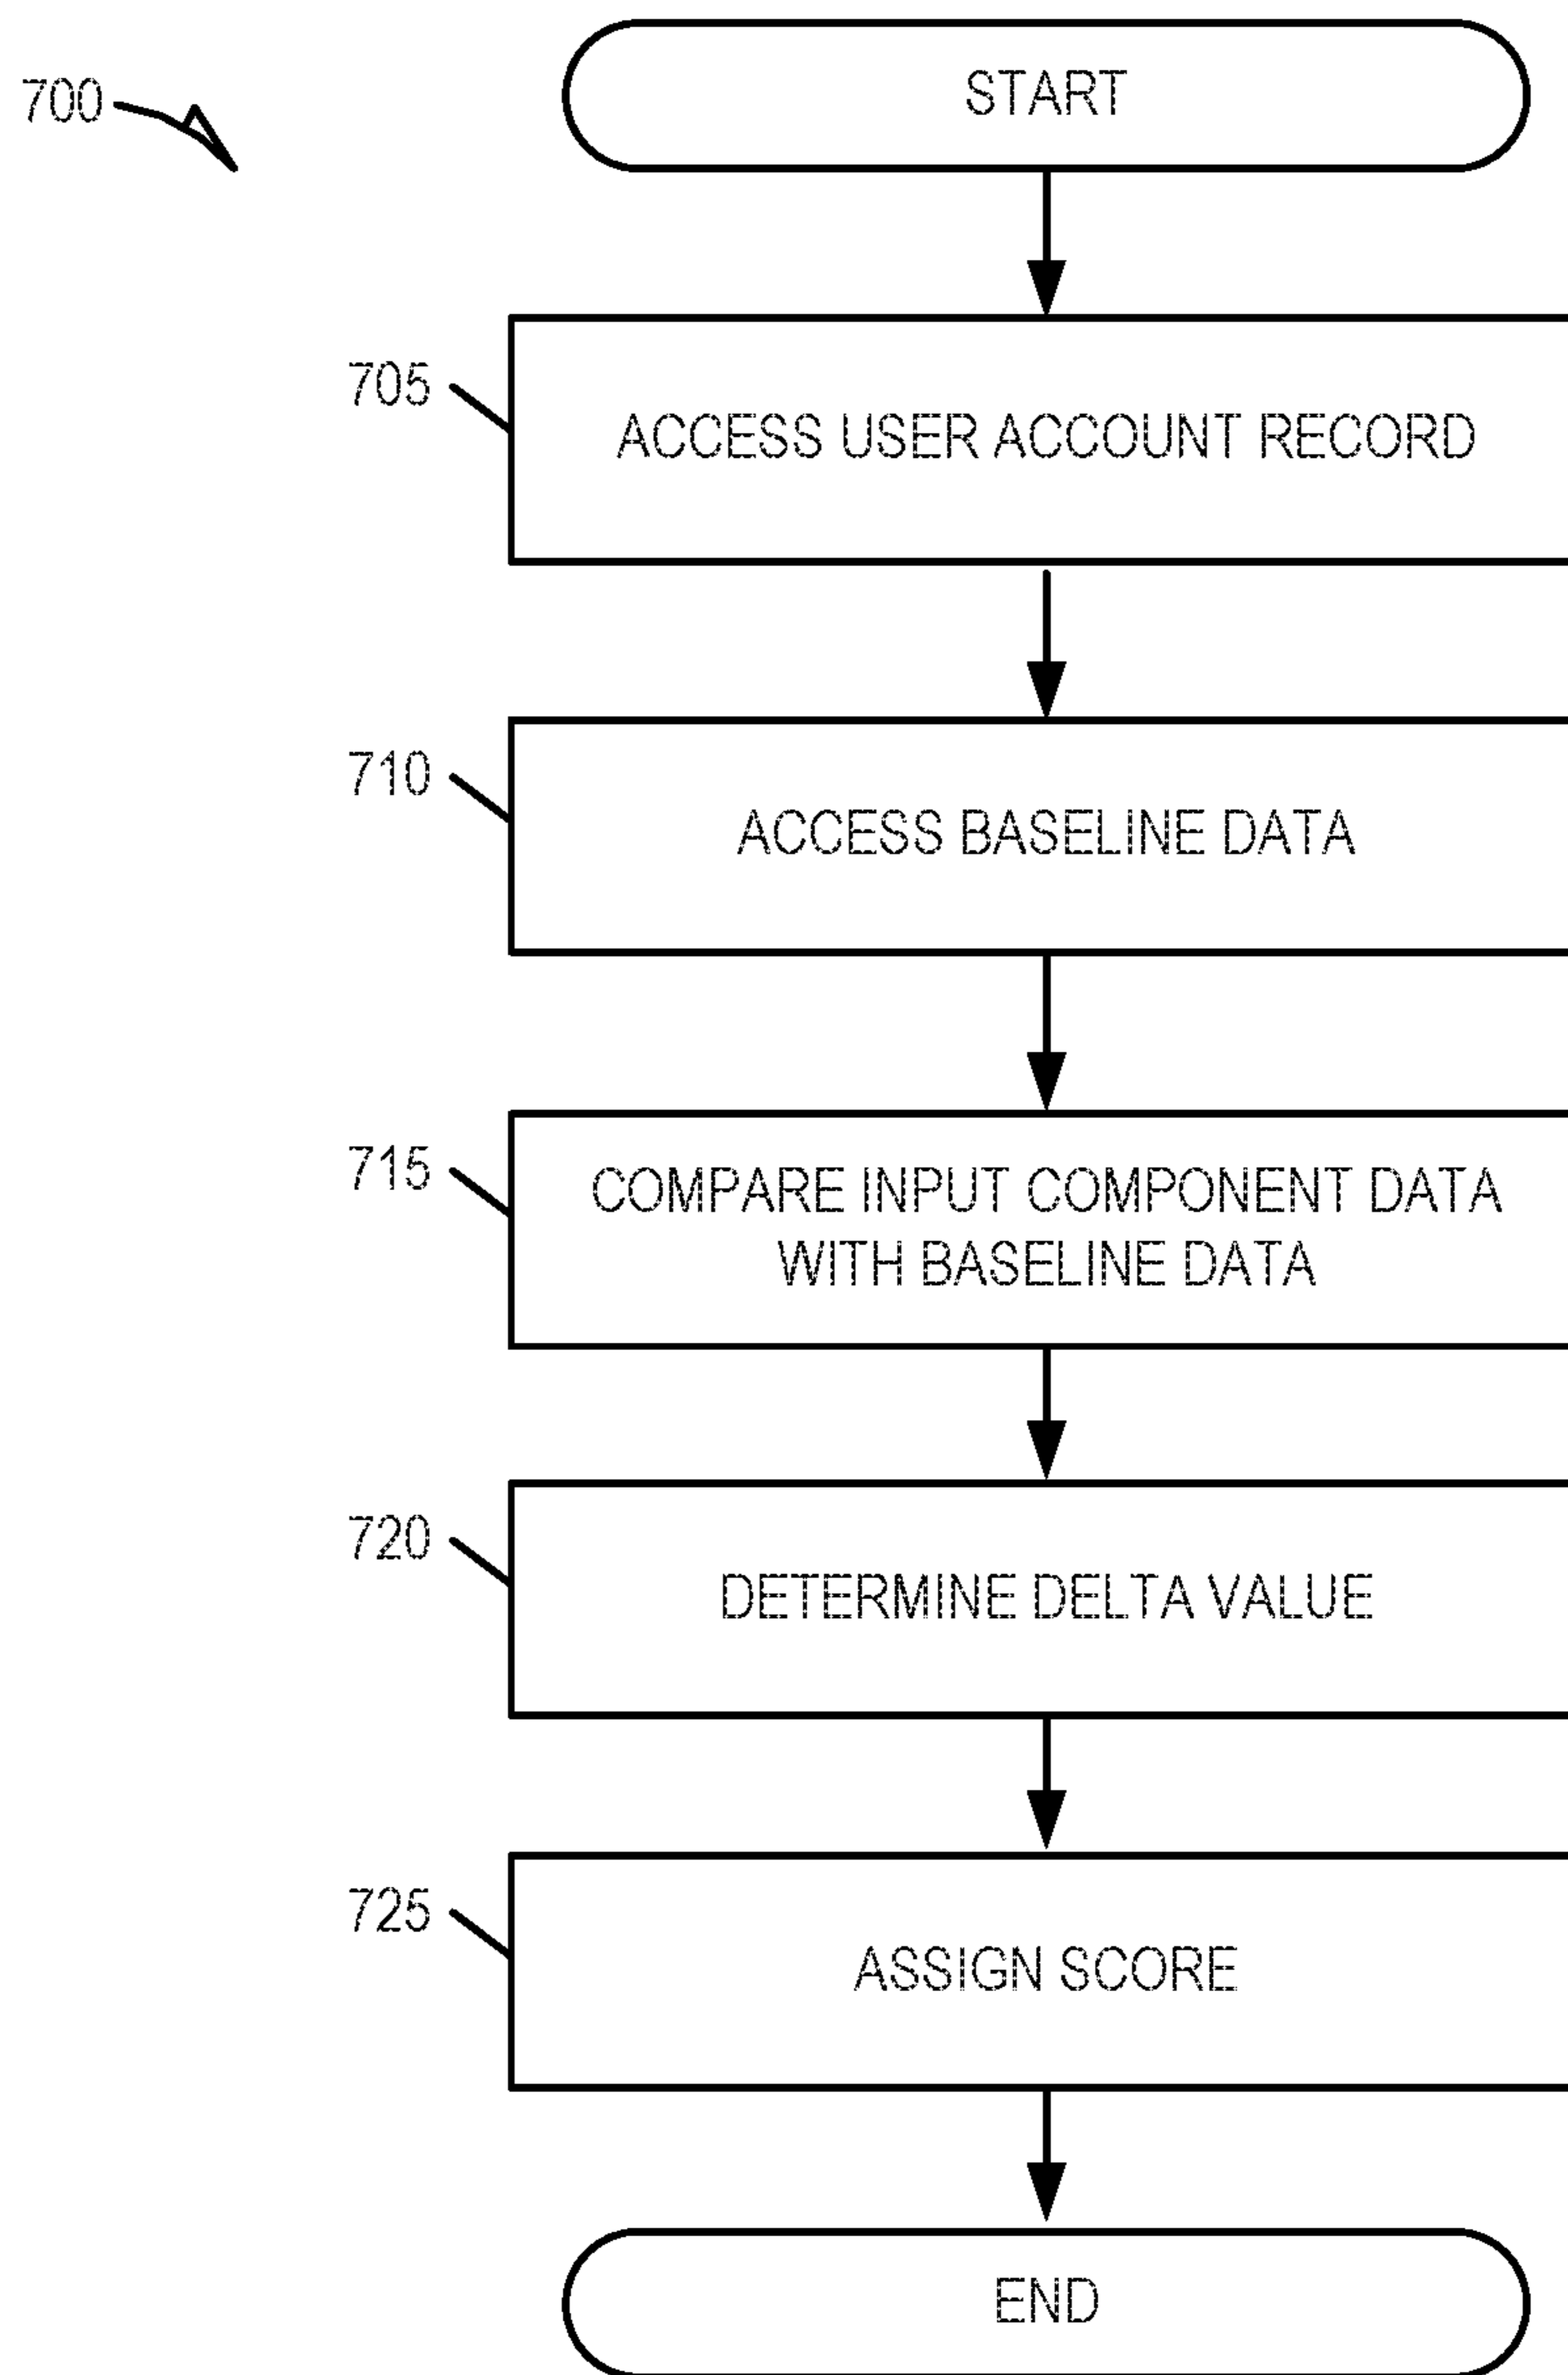 700
START
705
ACCESS USER ACCOUNT RECORD
710
ACCESS BASELINE DATA
715
COMPARE INPUT COMPONENT DATA
WITH BASELINE DATA
720
DETERMINE DELTA VALUE
725
ASSIGN SCORE
END